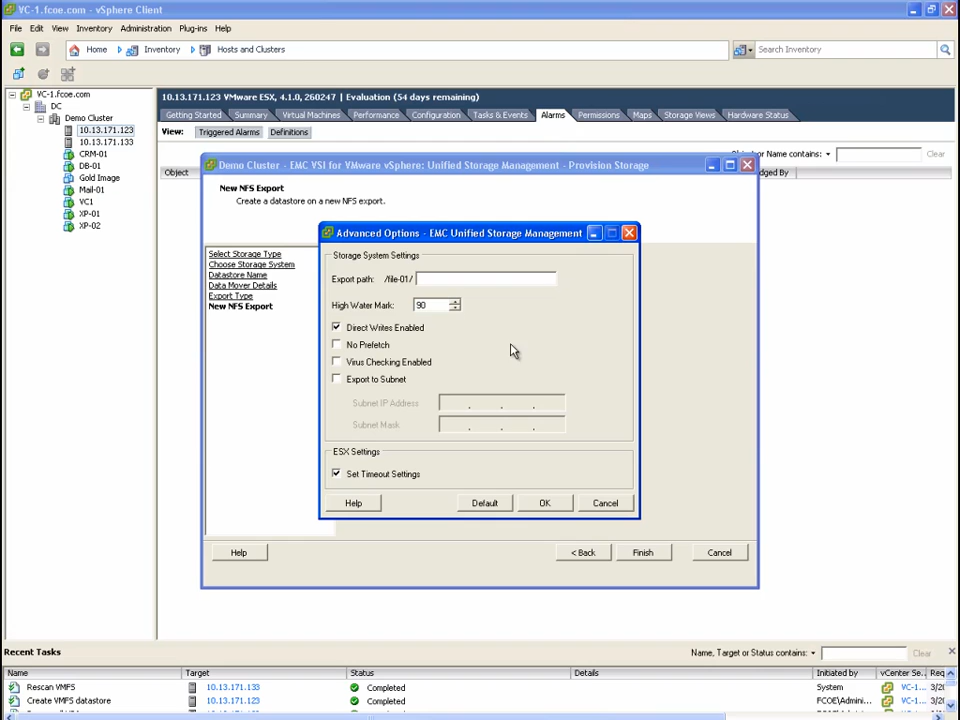 VC-1.fcoe.com - vSphere Client
File Edit View Inventory Administration Plug-ins Help
Home Inventory Hosts and Clusters Search Inventory
VC-1.fcoe.com
DC
Demo Cluster
10.13.171.123
10.13.171.133
CRM-01
DB-01
Gold Image
Mail-01
VC1
XP-01
XP-02
10.13.171.123 VMware ESX, 4.1.0, 260247 | Evaluation (54 days remaining)
Getting Started Summary Virtual Machines Performance Configuration Tasks & Events Alarms Permissions Maps Storage Views Hardware Status
View: Triggered Alarms Definitions
or Name contains: Clear
Object
Demo Cluster - EMC VSI for VMware vSphere: Unified Storage Management - Provision Storage
New NFS Export
Create a datastore on a new NFS export.
Select Storage Type
Choose Storage System
Datastore Name
Data Mover Details
Export Type
New NFS Export
Advanced Options - EMC Unified Storage Management
Storage System Settings
Export path: /file-01/
High Water Mark: 90
Direct Writes Enabled
No Prefetch
Virus Checking Enabled
Export to Subnet
Subnet IP Address . . .
Subnet Mask . . .
ESX Settings
Set Timeout Settings
Help Default OK Cancel
Help < Back Finish Cancel
Recent Tasks Name, Target or Status contains: Clear
Name Target Status Details Initiated by vCenter Se... Req
Rescan VMFS 10.13.171.133 Completed System VC-1...
Create VMFS datastore 10.13.171.123 Completed FCOE\Admini... VC-1...